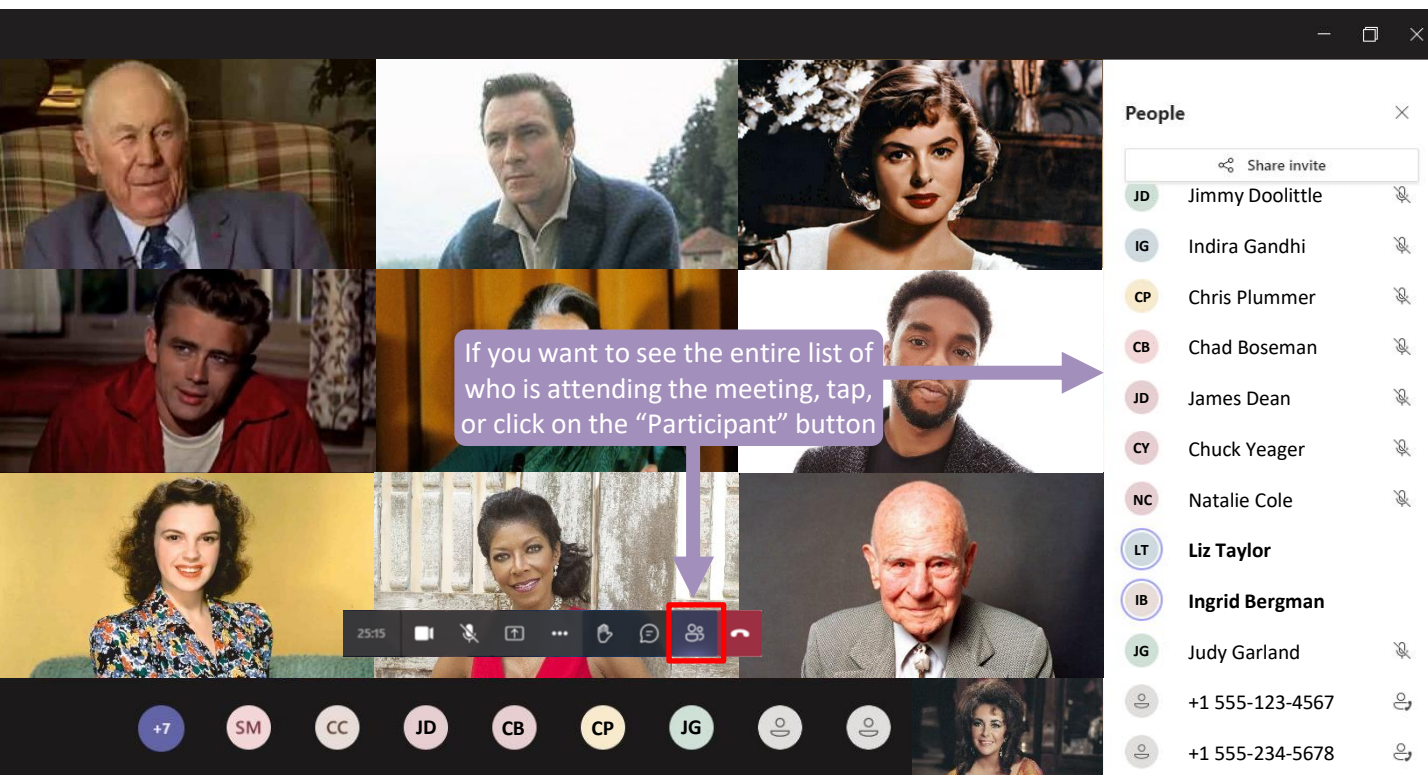 People
Share invite
JD Jimmy Doolittle
IG Indira Gandhi
CP Chris Plummer
CB Chad Boseman
JD James Dean
CY Chuck Yeager
NC Natalie Cole
LT Liz Taylor
IB Ingrid Bergman
JG Judy Garland
+1 555-123-4567
+1 555-234-5678
If you want to see the entire list of
who is attending the meeting, tap,
or click on the “Participant” button
25:15
+7 SM CC JD CB CP JG